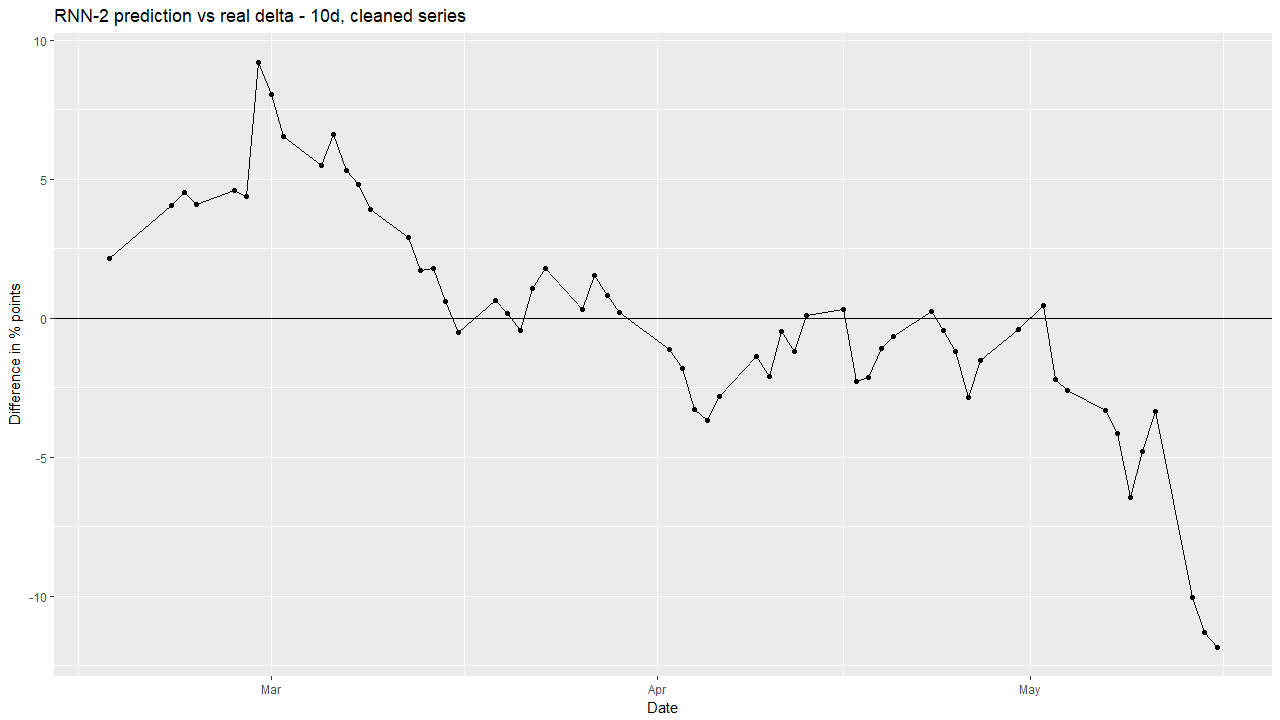 RNN-2 prediction vs real delta - 10d, cleaned series
10
5
0
-5
-10
Difference in % points
Mar
Apr
May
Date